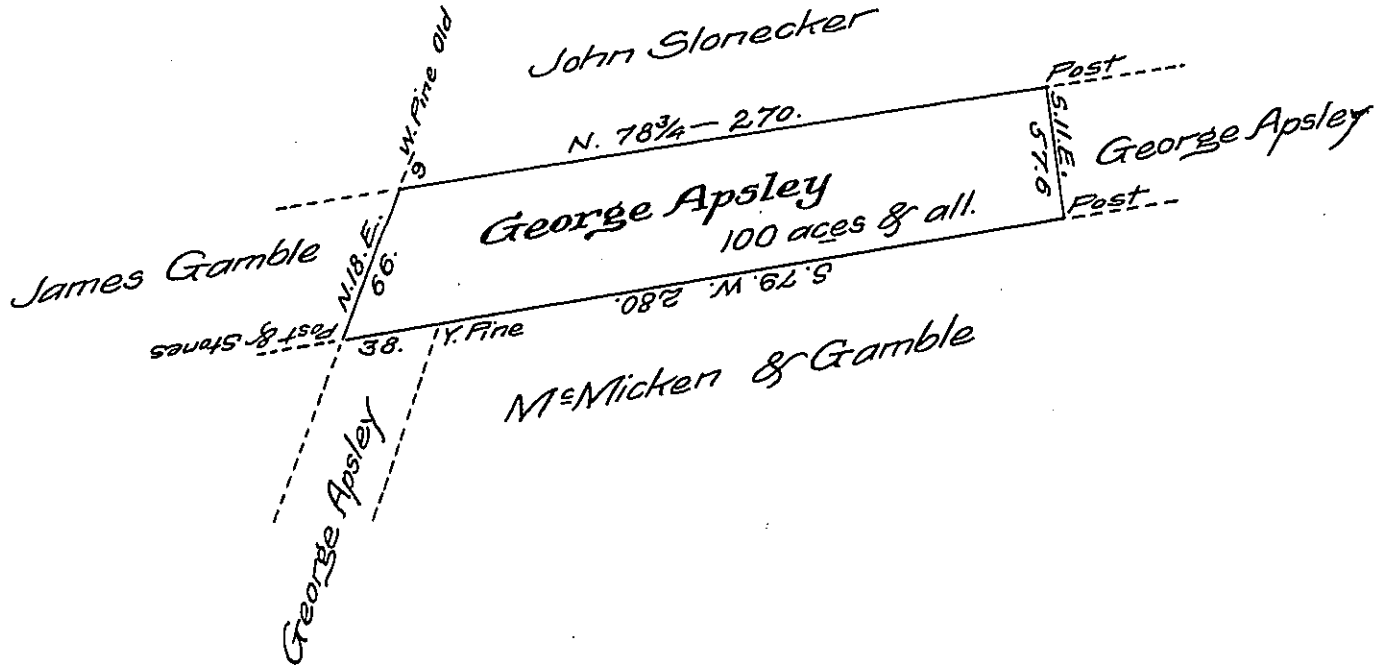 W. Pine Old
John Slonecker
9
N. 78¾ — 270.
Post
S.11.E.
57.6
George Apsley
George Apsley
100 aces & all.
Post
James Gamble
N.18.E.
66.
S. 79. W. 280.
Post & Stones
38.
Y. Pine
McMicken & Gamble
George Apsley